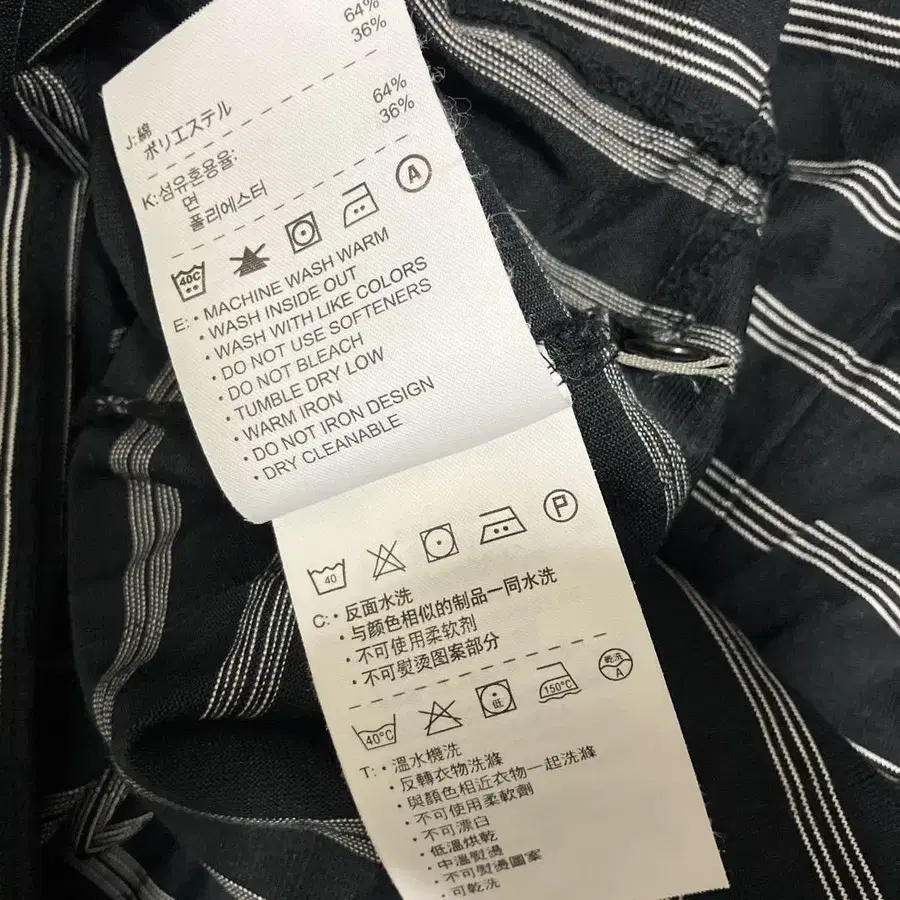 64%
36%
J:綿 64%
ポリエステル 36%
K:섬유혼용율:
면
폴리에스터
A
40C
E: • MACHINE WASH WARM
• WASH INSIDE OUT
• WASH WITH LIKE COLORS
• DO NOT USE SOFTENERS
• DO NOT BLEACH
• TUMBLE DRY LOW
• WARM IRON
• DO NOT IRON DESIGN
• DRY CLEANABLE
40 P
C: • 反面水洗
• 与颜色相似的制品一同水洗
• 不可使用柔软剂
• 不可熨烫图案部分
40°C 低 150°C 乾洗 A
T: • 溫水機洗
• 反轉衣物洗滌
• 與顏色相近衣物一起洗滌
• 不可使用柔軟劑
• 不可漂白
• 低溫烘乾
• 中溫熨燙
• 不可熨燙圖案
• 可乾洗